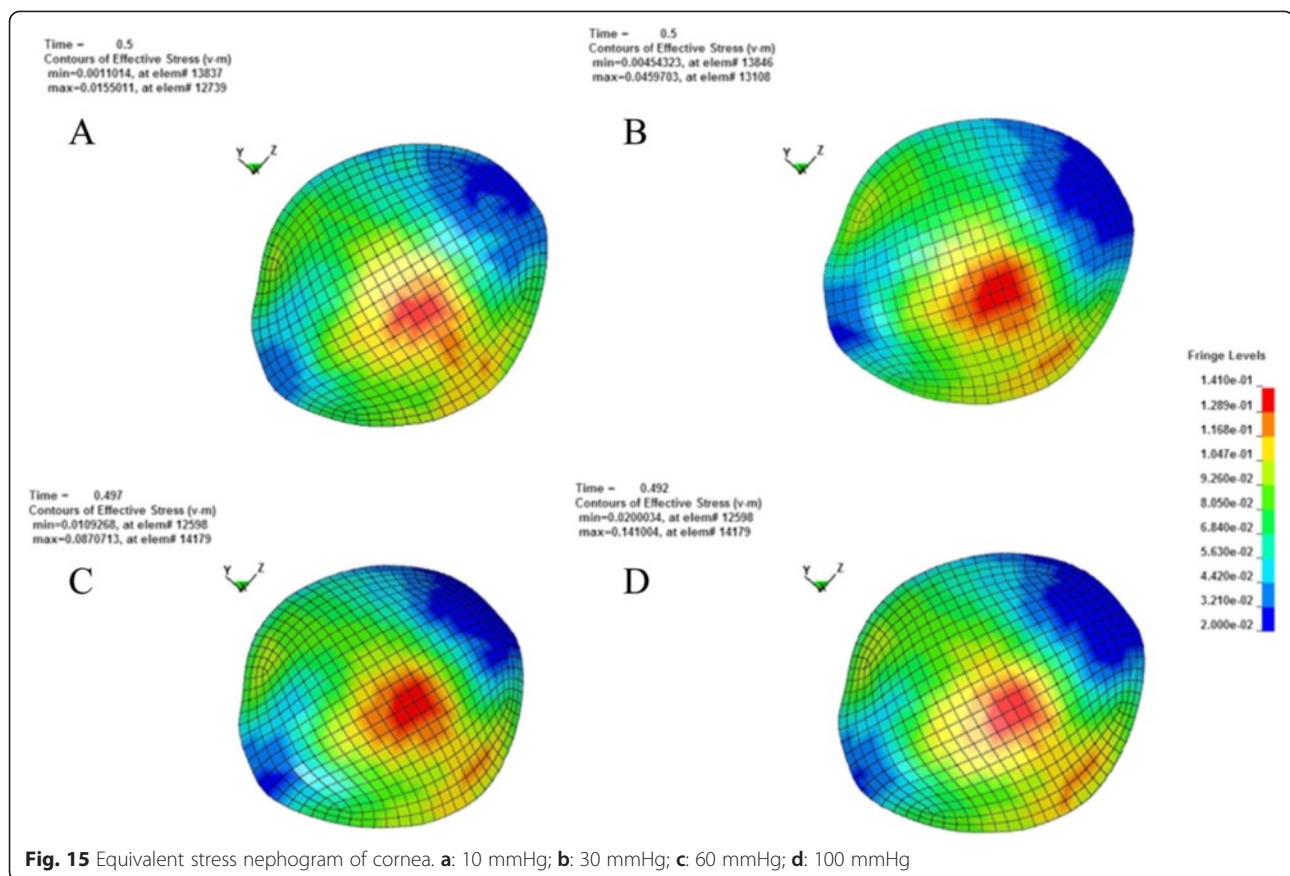 Time = 0.5
Contours of Effective Stress (v-m)
min=0.0011014, at elem# 13837
max=0.0155011, at elem# 12739
A
Y Z
Time = 0.5
Contours of Effective Stress (v-m)
min=0.00454323, at elem# 13846
max=0.0459703, at elem# 13108
B
Y Z
Time = 0.497
Contours of Effective Stress (v-m)
min=0.0109268, at elem# 12598
max=0.0870713, at elem# 14179
C
Y Z
Time = 0.492
Contours of Effective Stress (v-m)
min=0.0200034, at elem# 12598
max=0.141004, at elem# 14179
D
Y Z
Fringe Levels
1.410e-01
1.289e-01
1.168e-01
1.047e-01
9.260e-02
8.050e-02
6.840e-02
5.630e-02
4.420e-02
3.210e-02
2.000e-02
Fig. 15 Equivalent stress nephogram of cornea. a: 10 mmHg; b: 30 mmHg; c: 60 mmHg; d: 100 mmHg